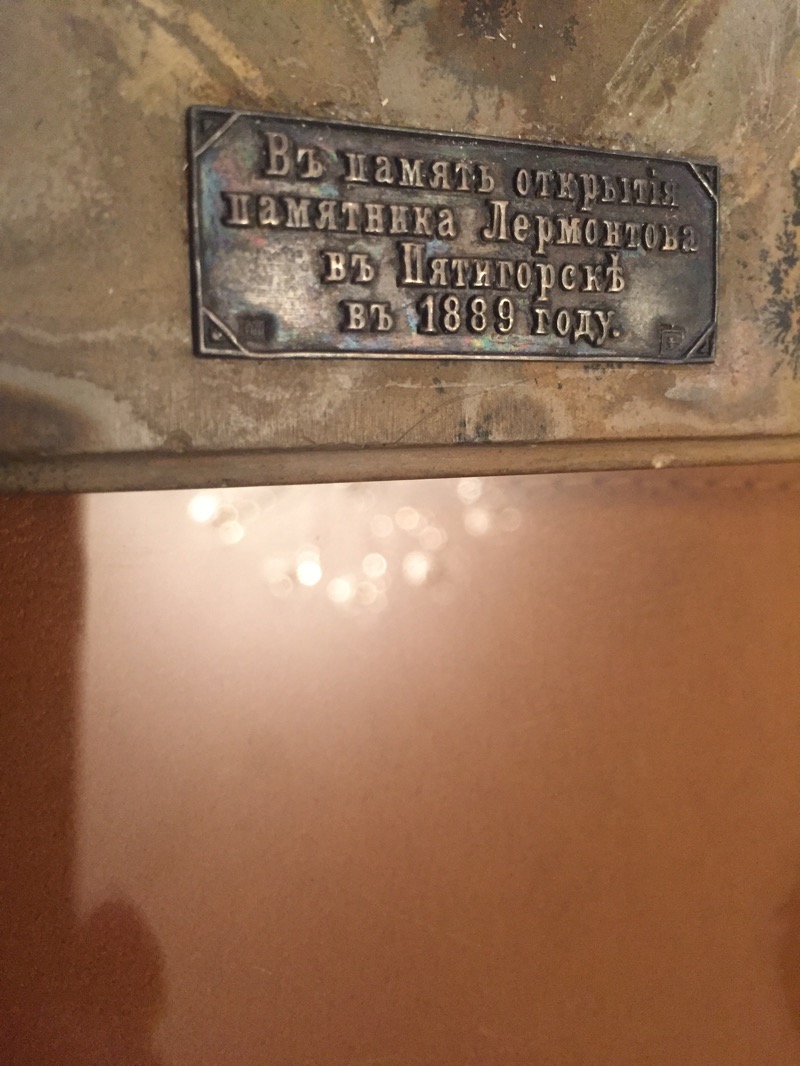 Въ память открытія
памятника Лермонтова
въ Пятигорскѣ
въ 1889 году.